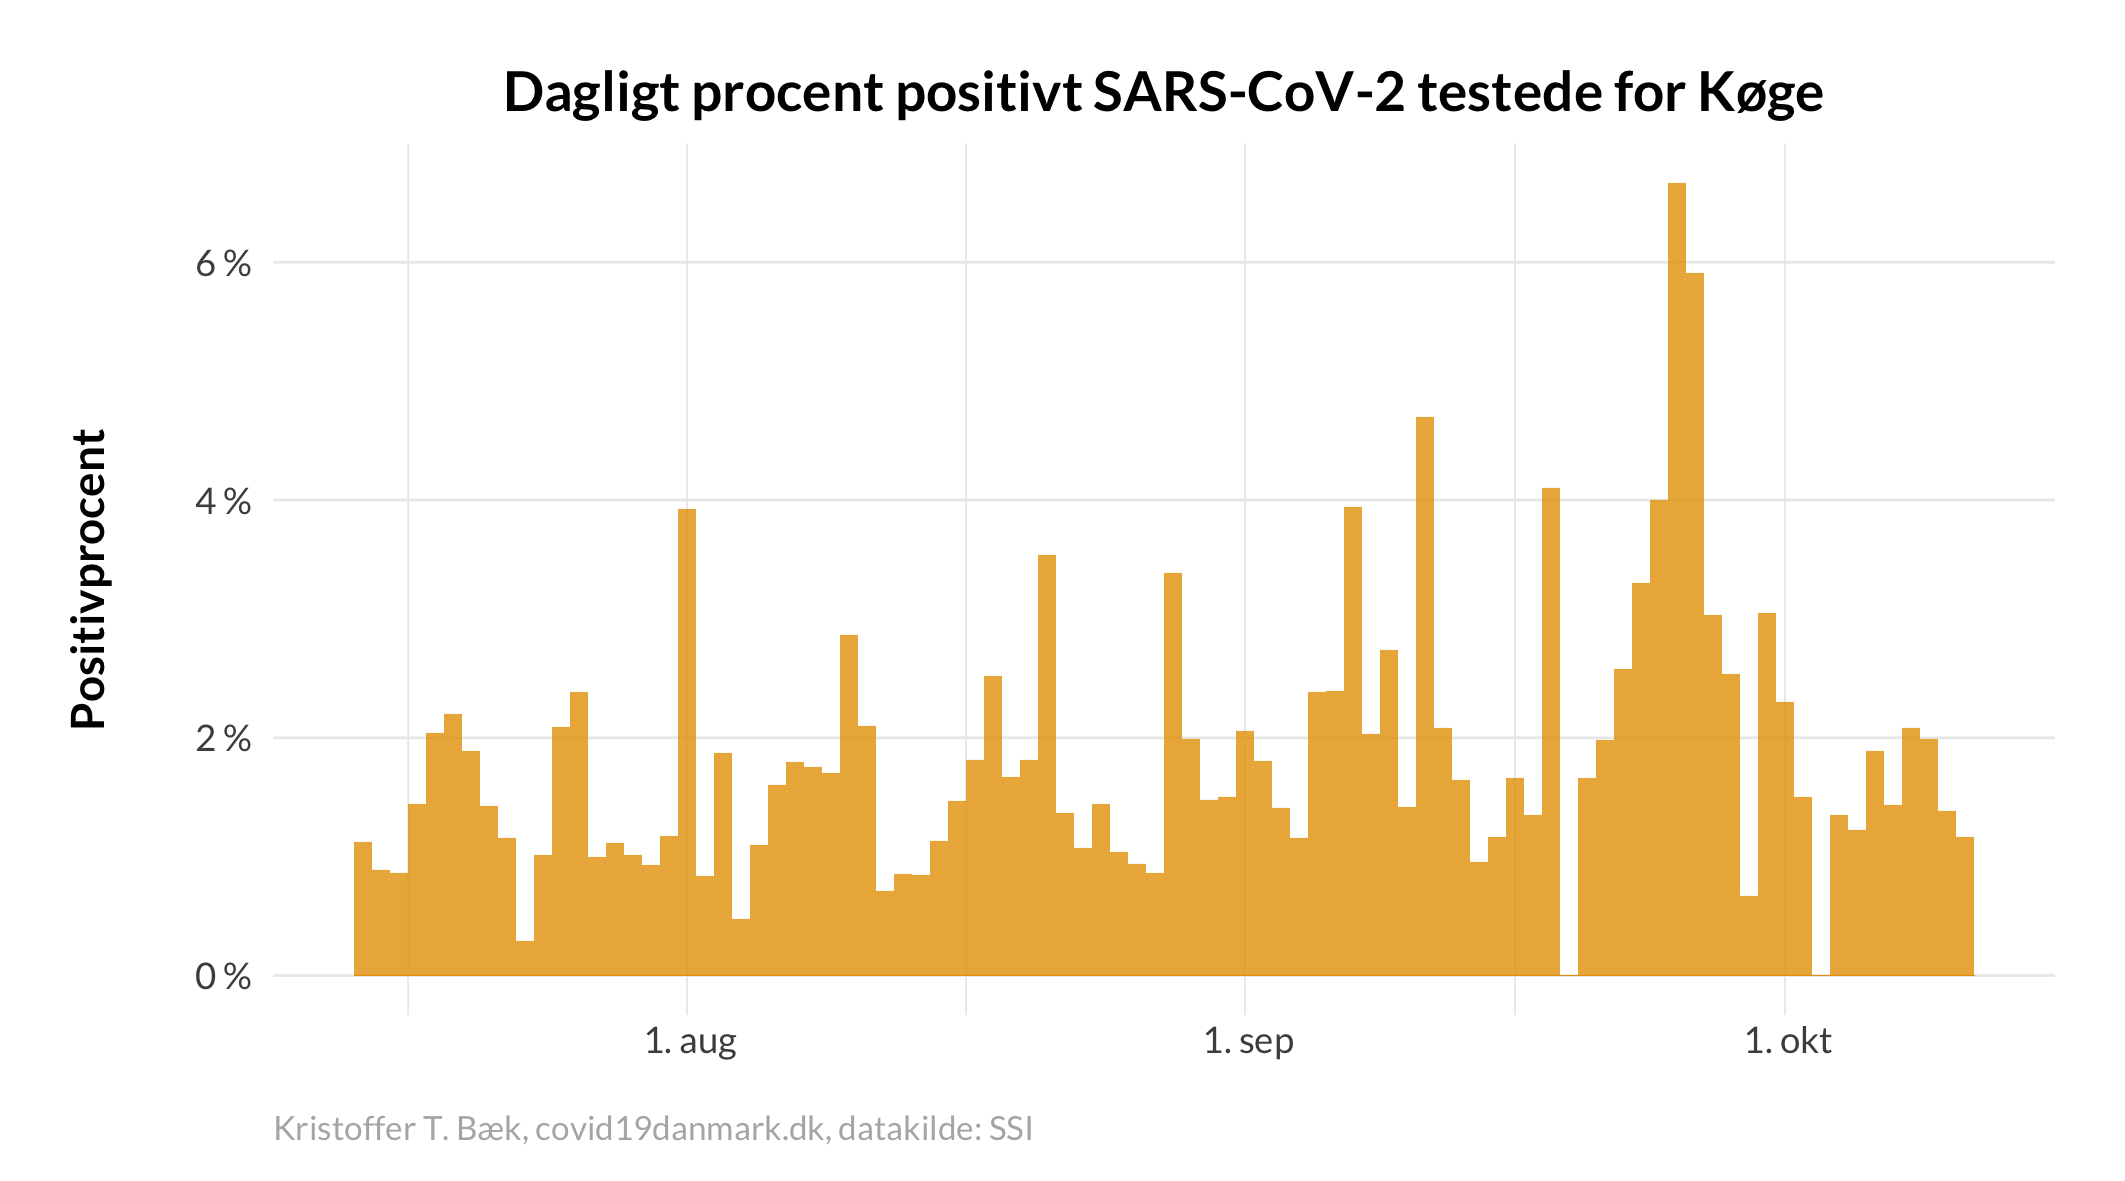 Dagligt procent positivt SARS-CoV-2 testede for Køge
Positivprocent
6 %
4 %
2 %
0 %
1. aug
1. sep
1. okt
Kristoffer T. Bæk, covid19danmark.dk, datakilde: SSI